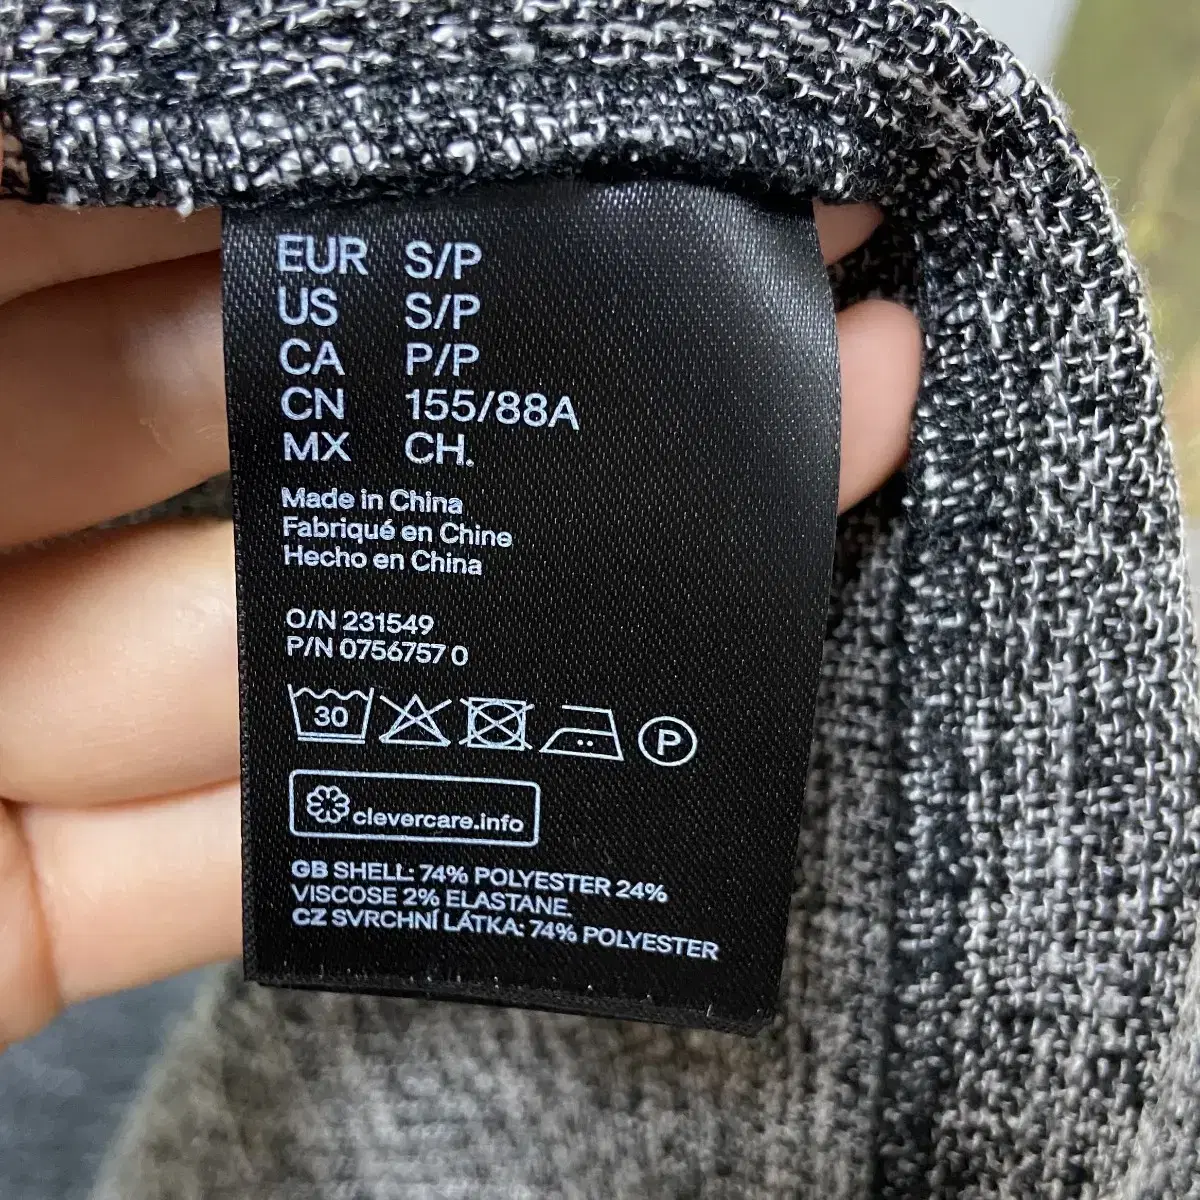 EUR S/P
US S/P
CA P/P
CN 155/88A
MX CH.
Made in China
Fabriqué en Chine
Hecho en China
O/N 231549
P/N 0756757 0
30
P
clevercare.info
GB SHELL: 74% POLYESTER 24%
VISCOSE 2% ELASTANE.
CZ SVRCHNÍ LÁTKA: 74% POLYESTER